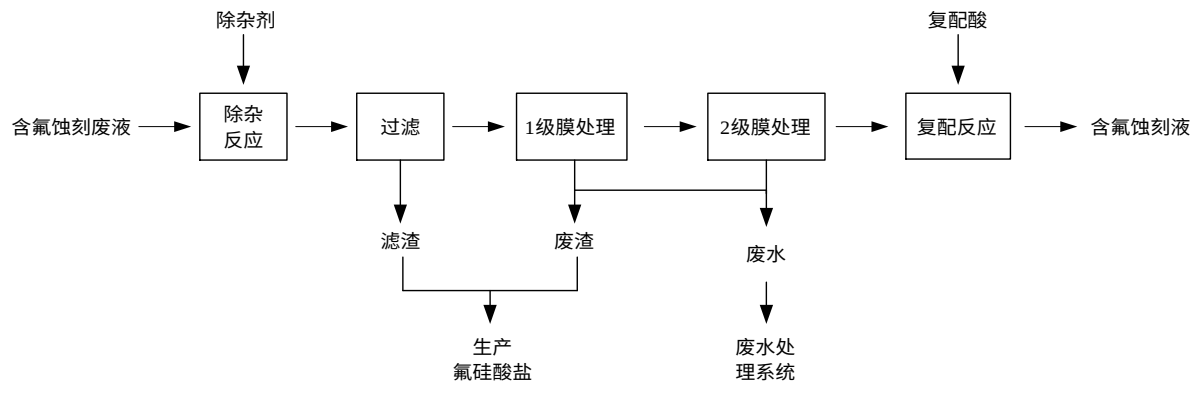 除杂剂
复配酸
含氟蚀刻废液
除杂
反应
过滤
1级膜处理
2级膜处理
复配反应
含氟蚀刻液
滤渣
废渣
废水
生产
氟硅酸盐
废水处
理系统